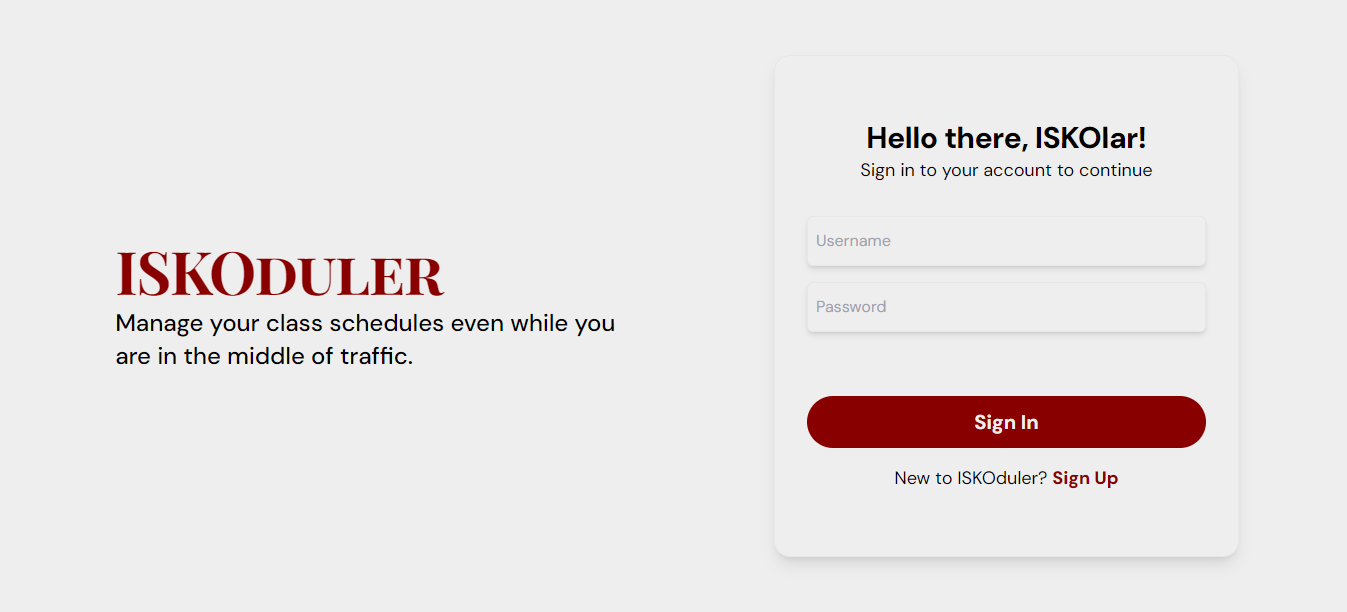 ISKODULER
Manage your class schedules even while you
are in the middle of traffic.
Hello there, ISKOlar!
Sign in to your account to continue
Username
Password
Sign In
New to ISKOduler? Sign Up